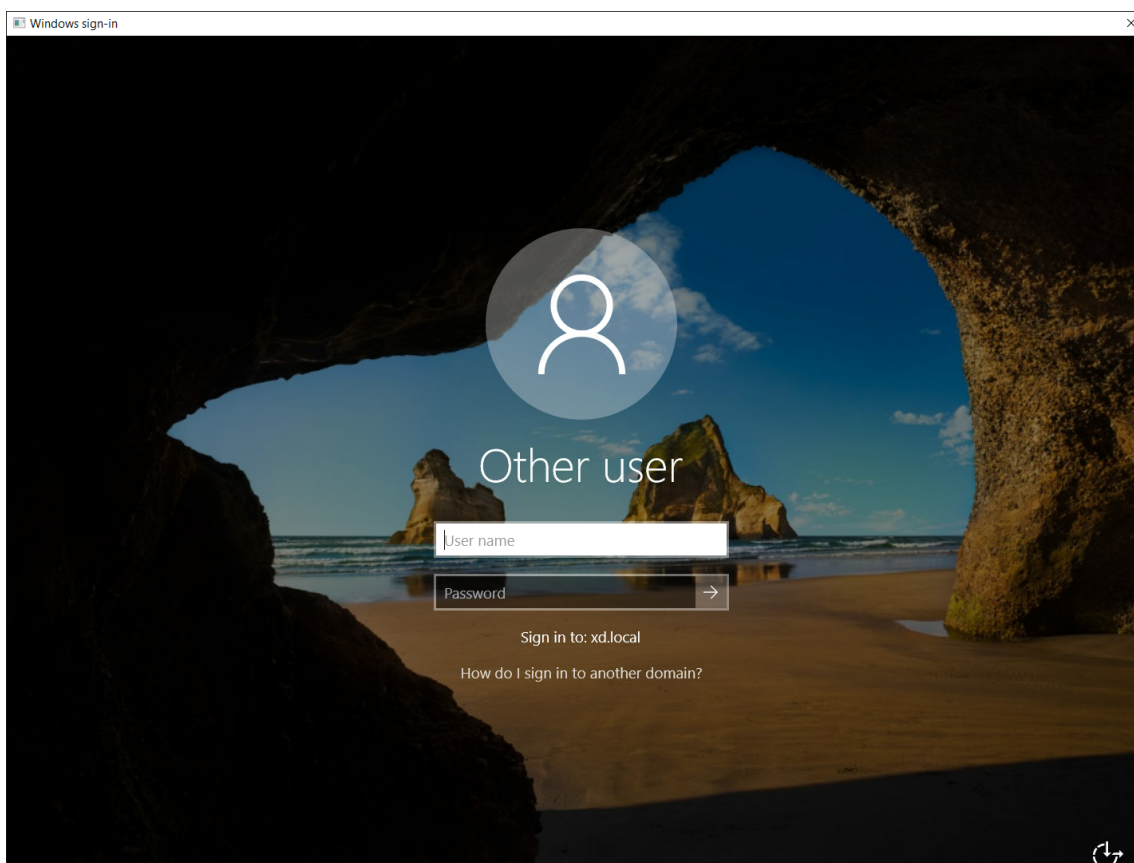 Windows sign-in
Other user
User name
Password
Sign in to: xd.local
How do I sign in to another domain?